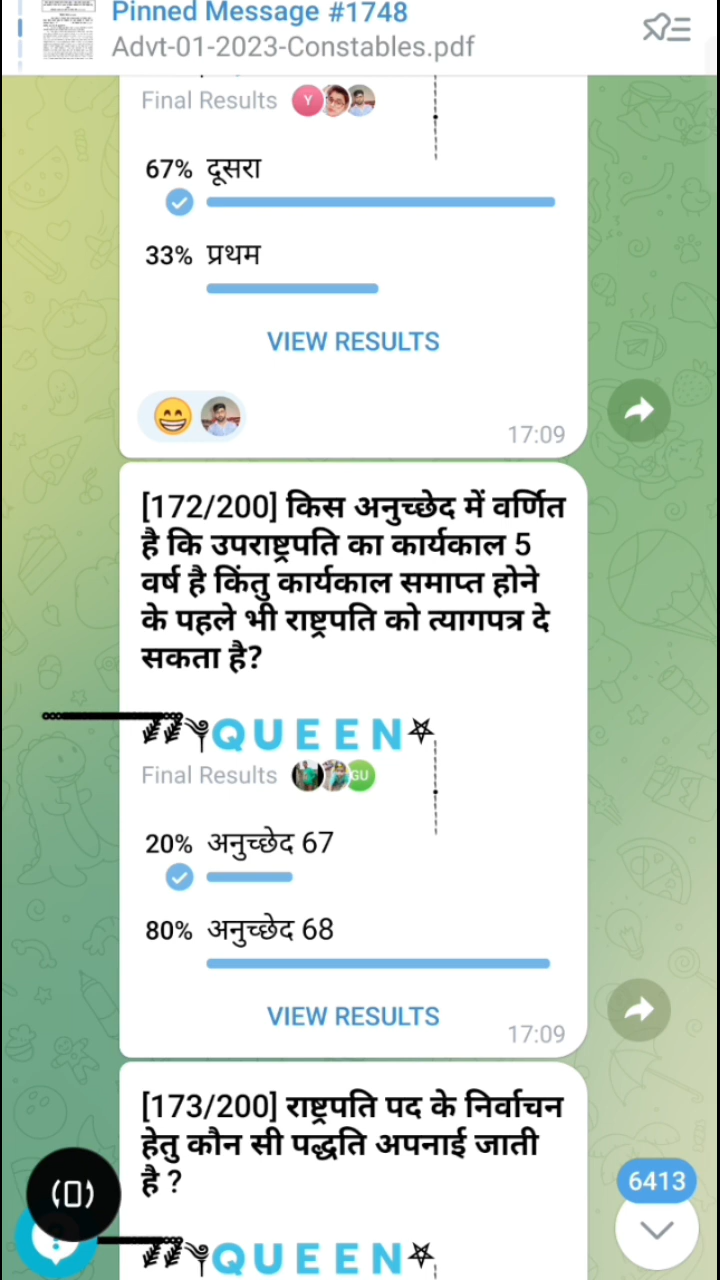 Pinned Message #1748
Advt-01-2023-Constables.pdf
Final Results
Y
67% दूसरा
33% प्रथम
VIEW RESULTS
17:09
[172/200] किस अनुच्छेद में वर्णित
है कि उपराष्ट्रपति का कार्यकाल 5
वर्ष है किंतु कार्यकाल समाप्त होने
के पहले भी राष्ट्रपति को त्यागपत्र दे
सकता है?
QUEEN
Final Results
GU
20% अनुच्छेद 67
80% अनुच्छेद 68
VIEW RESULTS
17:09
[173/200] राष्ट्रपति पद के निर्वाचन
हेतु कौन सी पद्धति अपनाई जाती
है ?
6413
QUEEN